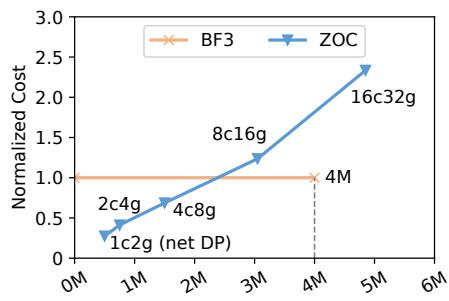 BF3
ZOC
Normalized Cost
3.0
2.5
2.0
1.5
1.0
0.5
0
16c32g
8c16g
4M
2c4g
4c8g
1c2g (net DP)
0M
1M
2M
3M
4M
5M
6M